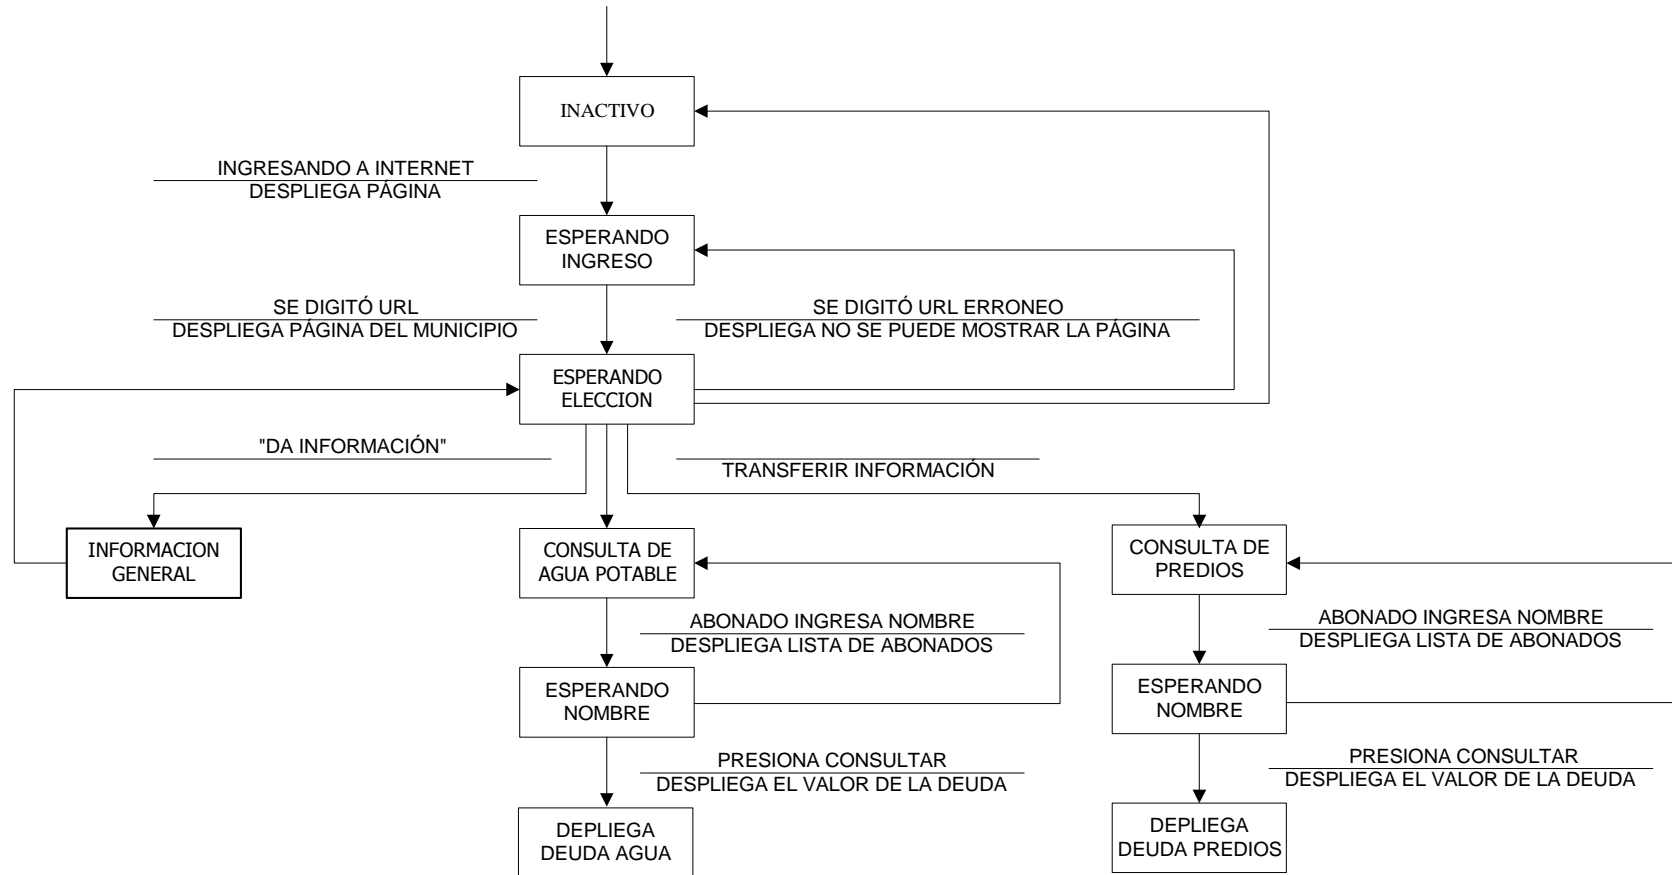 INACTIVO
INGRESANDO A INTERNET
DESPLIEGA PÁGINA
ESPERANDO
INGRESO
SE DIGITÓ URL
DESPLIEGA PÁGINA DEL MUNICIPIO
SE DIGITÓ URL ERRONEO
DESPLIEGA NO SE PUEDE MOSTRAR LA PÁGINA
ESPERANDO
ELECCION
"DA INFORMACIÓN"
TRANSFERIR INFORMACIÓN
INFORMACION
GENERAL
CONSULTA DE
AGUA POTABLE
CONSULTA DE
PREDIOS
ABONADO INGRESA NOMBRE
DESPLIEGA LISTA DE ABONADOS
ABONADO INGRESA NOMBRE
DESPLIEGA LISTA DE ABONADOS
ESPERANDO
NOMBRE
ESPERANDO
NOMBRE
PRESIONA CONSULTAR
DESPLIEGA EL VALOR DE LA DEUDA
PRESIONA CONSULTAR
DESPLIEGA EL VALOR DE LA DEUDA
DEPLIEGA
DEUDA AGUA
DEPLIEGA
DEUDA PREDIOS